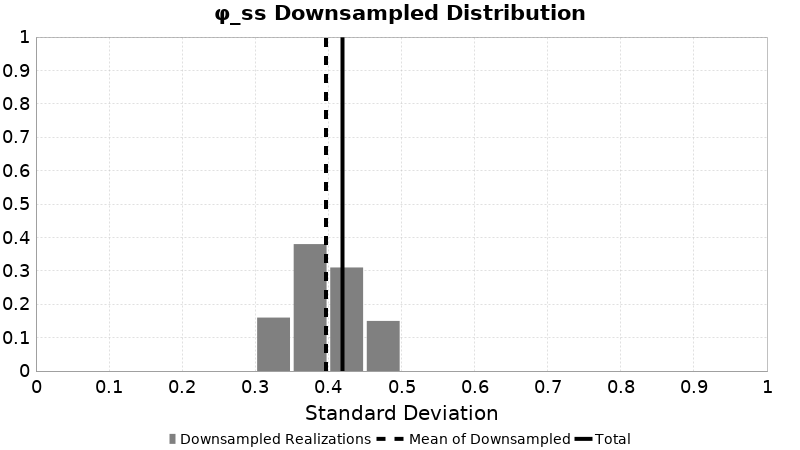 φ_ss Downsampled Distribution
1
0.9
0.8
0.7
0.6
0.5
0.4
0.3
0.2
0.1
0
0 0.1 0.2 0.3 0.4 0.5 0.6 0.7 0.8 0.9 1
Standard Deviation
Downsampled Realizations Mean of Downsampled Total